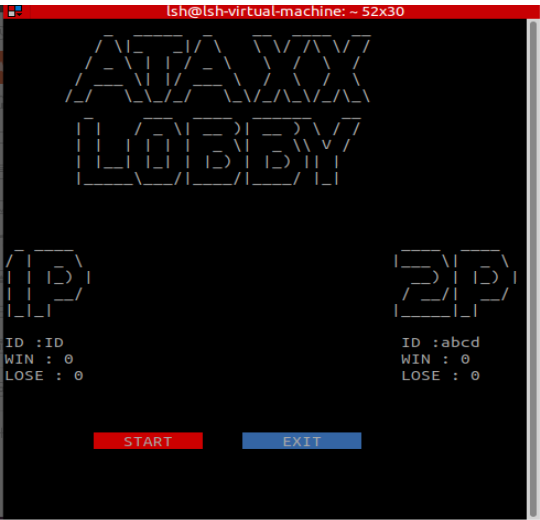 lsh@lsh-virtual-machine: ~ 52x30
ATAXX
LOBBY
1P 2P
ID :ID ID :abcd
WIN : 0 WIN : 0
LOSE : 0 LOSE : 0
START EXIT